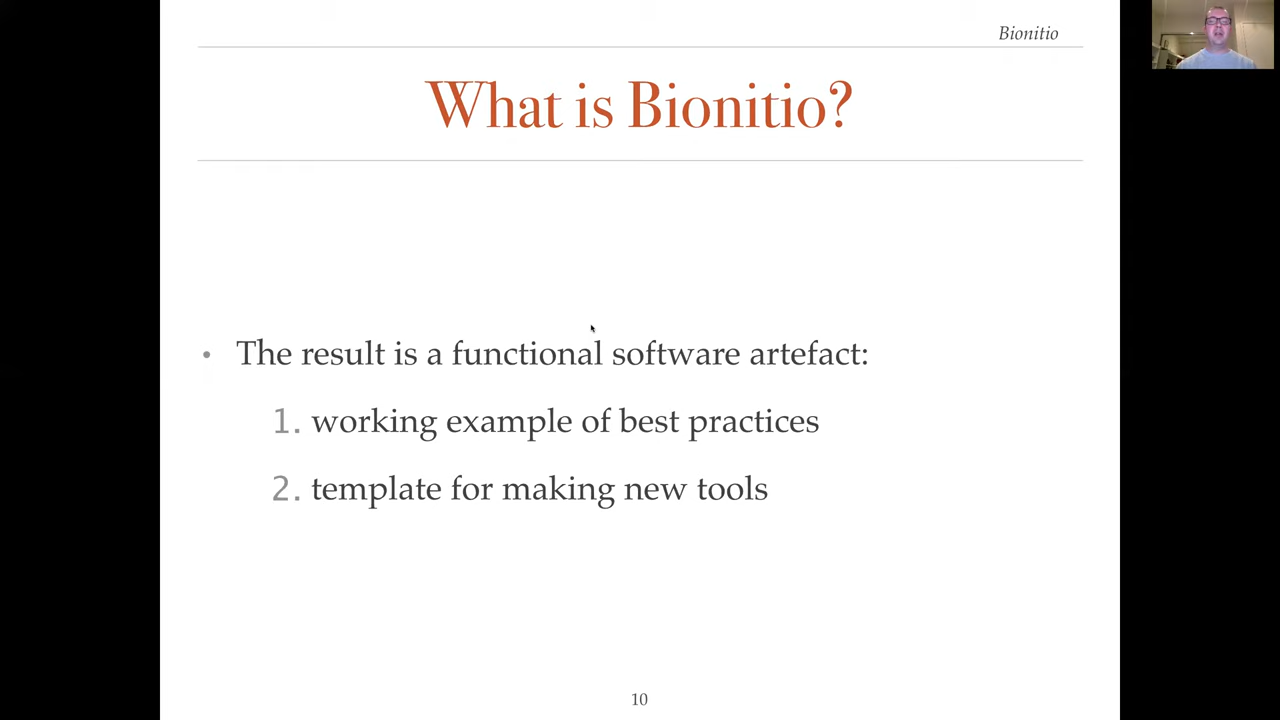 Bionitio
What is Bionitio?
• The result is a functional software artefact:
1. working example of best practices
2. template for making new tools
10